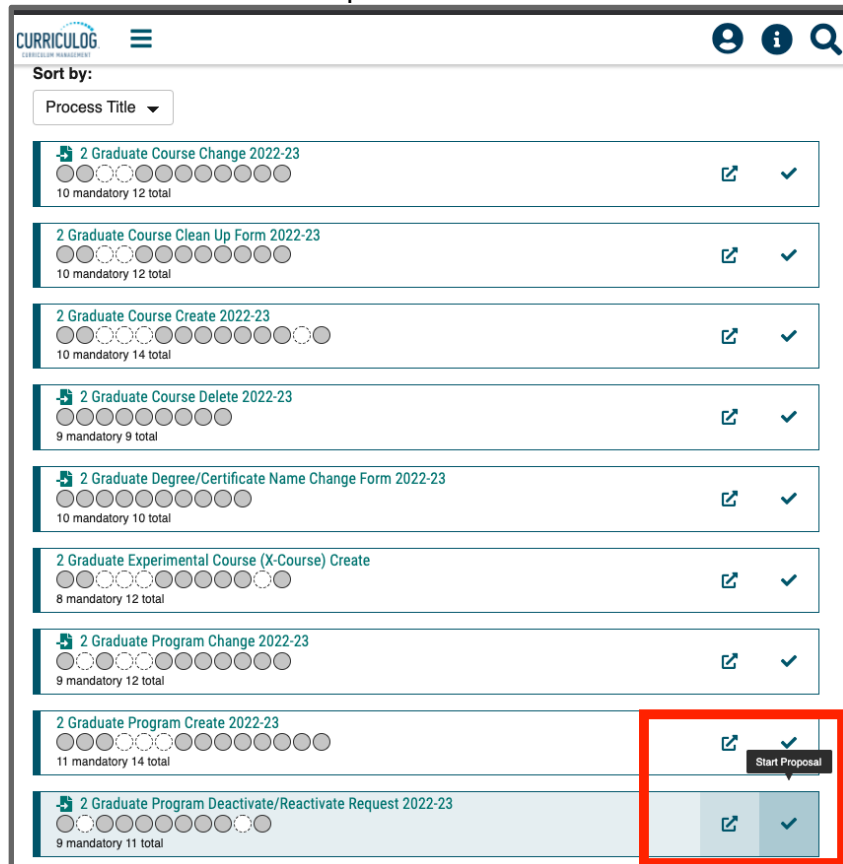 CURRICULOG.
CURRICULUM MANAGEMENT
Sort by:
Process Title
2 Graduate Course Change 2022-23
10 mandatory 12 total
2 Graduate Course Clean Up Form 2022-23
10 mandatory 12 total
2 Graduate Course Create 2022-23
10 mandatory 14 total
2 Graduate Course Delete 2022-23
9 mandatory 9 total
2 Graduate Degree/Certificate Name Change Form 2022-23
10 mandatory 10 total
2 Graduate Experimental Course (X-Course) Create
8 mandatory 12 total
2 Graduate Program Change 2022-23
9 mandatory 12 total
2 Graduate Program Create 2022-23
11 mandatory 14 total
Start Proposal
2 Graduate Program Deactivate/Reactivate Request 2022-23
9 mandatory 11 total